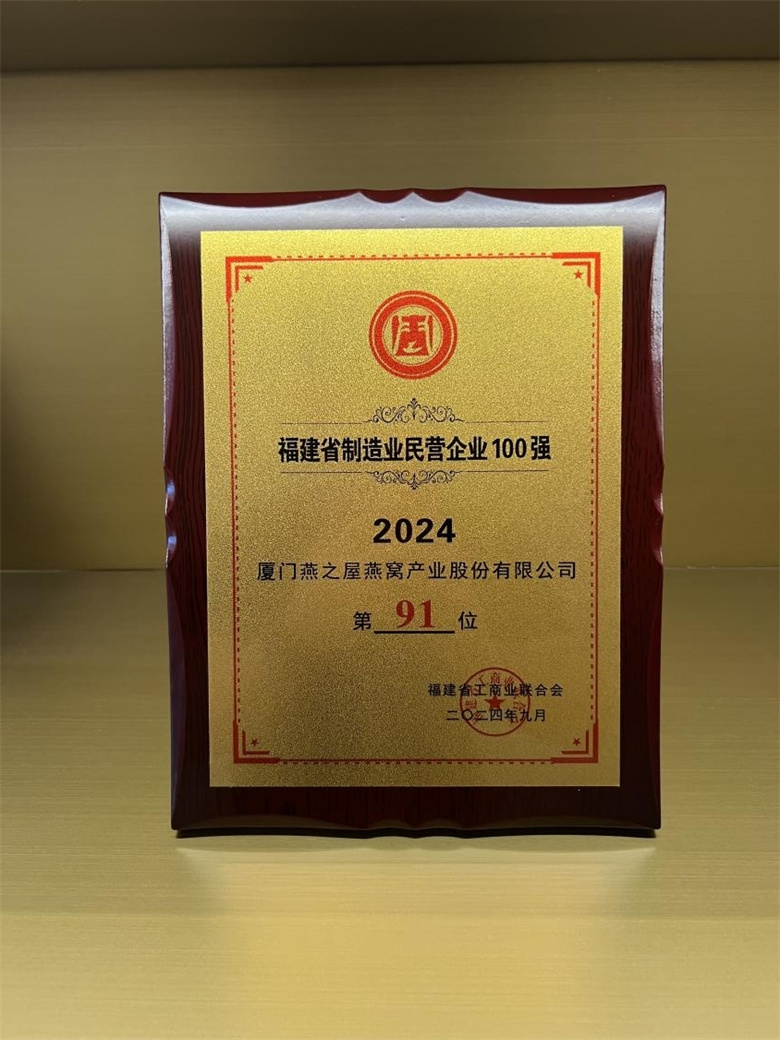 福建省制造业民营企业100强
2024
厦门燕之屋燕窝产业股份有限公司
第91位
福建省工商业联合会
二〇二四年九月